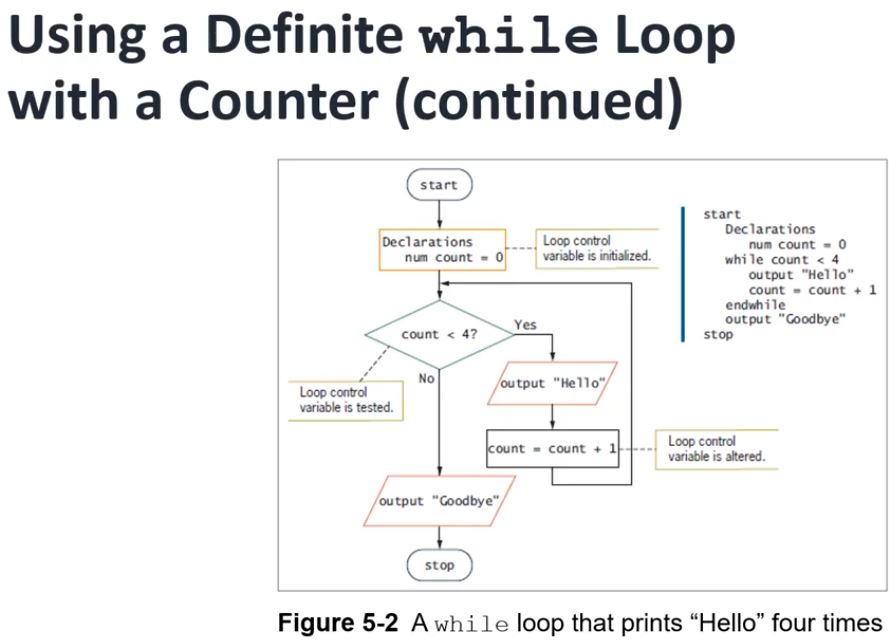 Using a Definite while Loop
with a Counter (continued)
start
Declarations
num count = 0
Loop control
variable is initialized.
count < 4?
Yes
No
Loop control
variable is tested.
output "Hello"
count = count + 1
Loop control
variable is altered.
output "Goodbye"
stop
start
Declarations
num count = 0
while count < 4
output "Hello"
count = count + 1
endwhile
output "Goodbye"
stop
Figure 5-2 A while loop that prints “Hello” four times